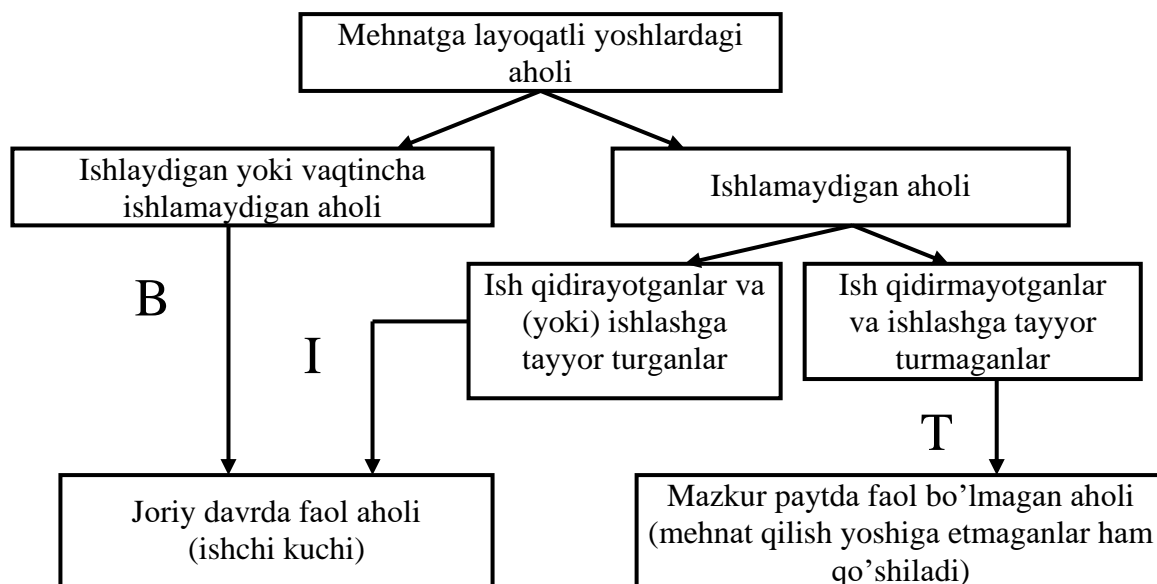 Mehnatga layoqatli yoshlardagi
aholi
Ishlaydigan yoki vaqtincha
ishlamaydigan aholi
Ishlamaydigan aholi
B
I
Ish qidirayotganlar va
(yoki) ishlashga
tayyor turganlar
Ish qidirmayotganlar
va ishlashga tayyor
turmaganlar
T
Joriy davrda faol aholi
(ishchi kuchi)
Mazkur paytda faol bo’lmagan aholi
(mehnat qilish yoshiga etmaganlar ham
qo’shiladi)